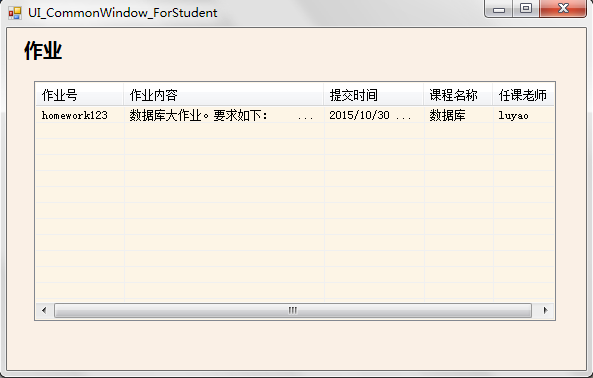 UI_CommonWindow_ForStudent
作业
作业号 作业内容 提交时间 课程名称 任课老师
homework123 数据库大作业。要求如下： ... 2015/10/30 ... 数据库 luyao